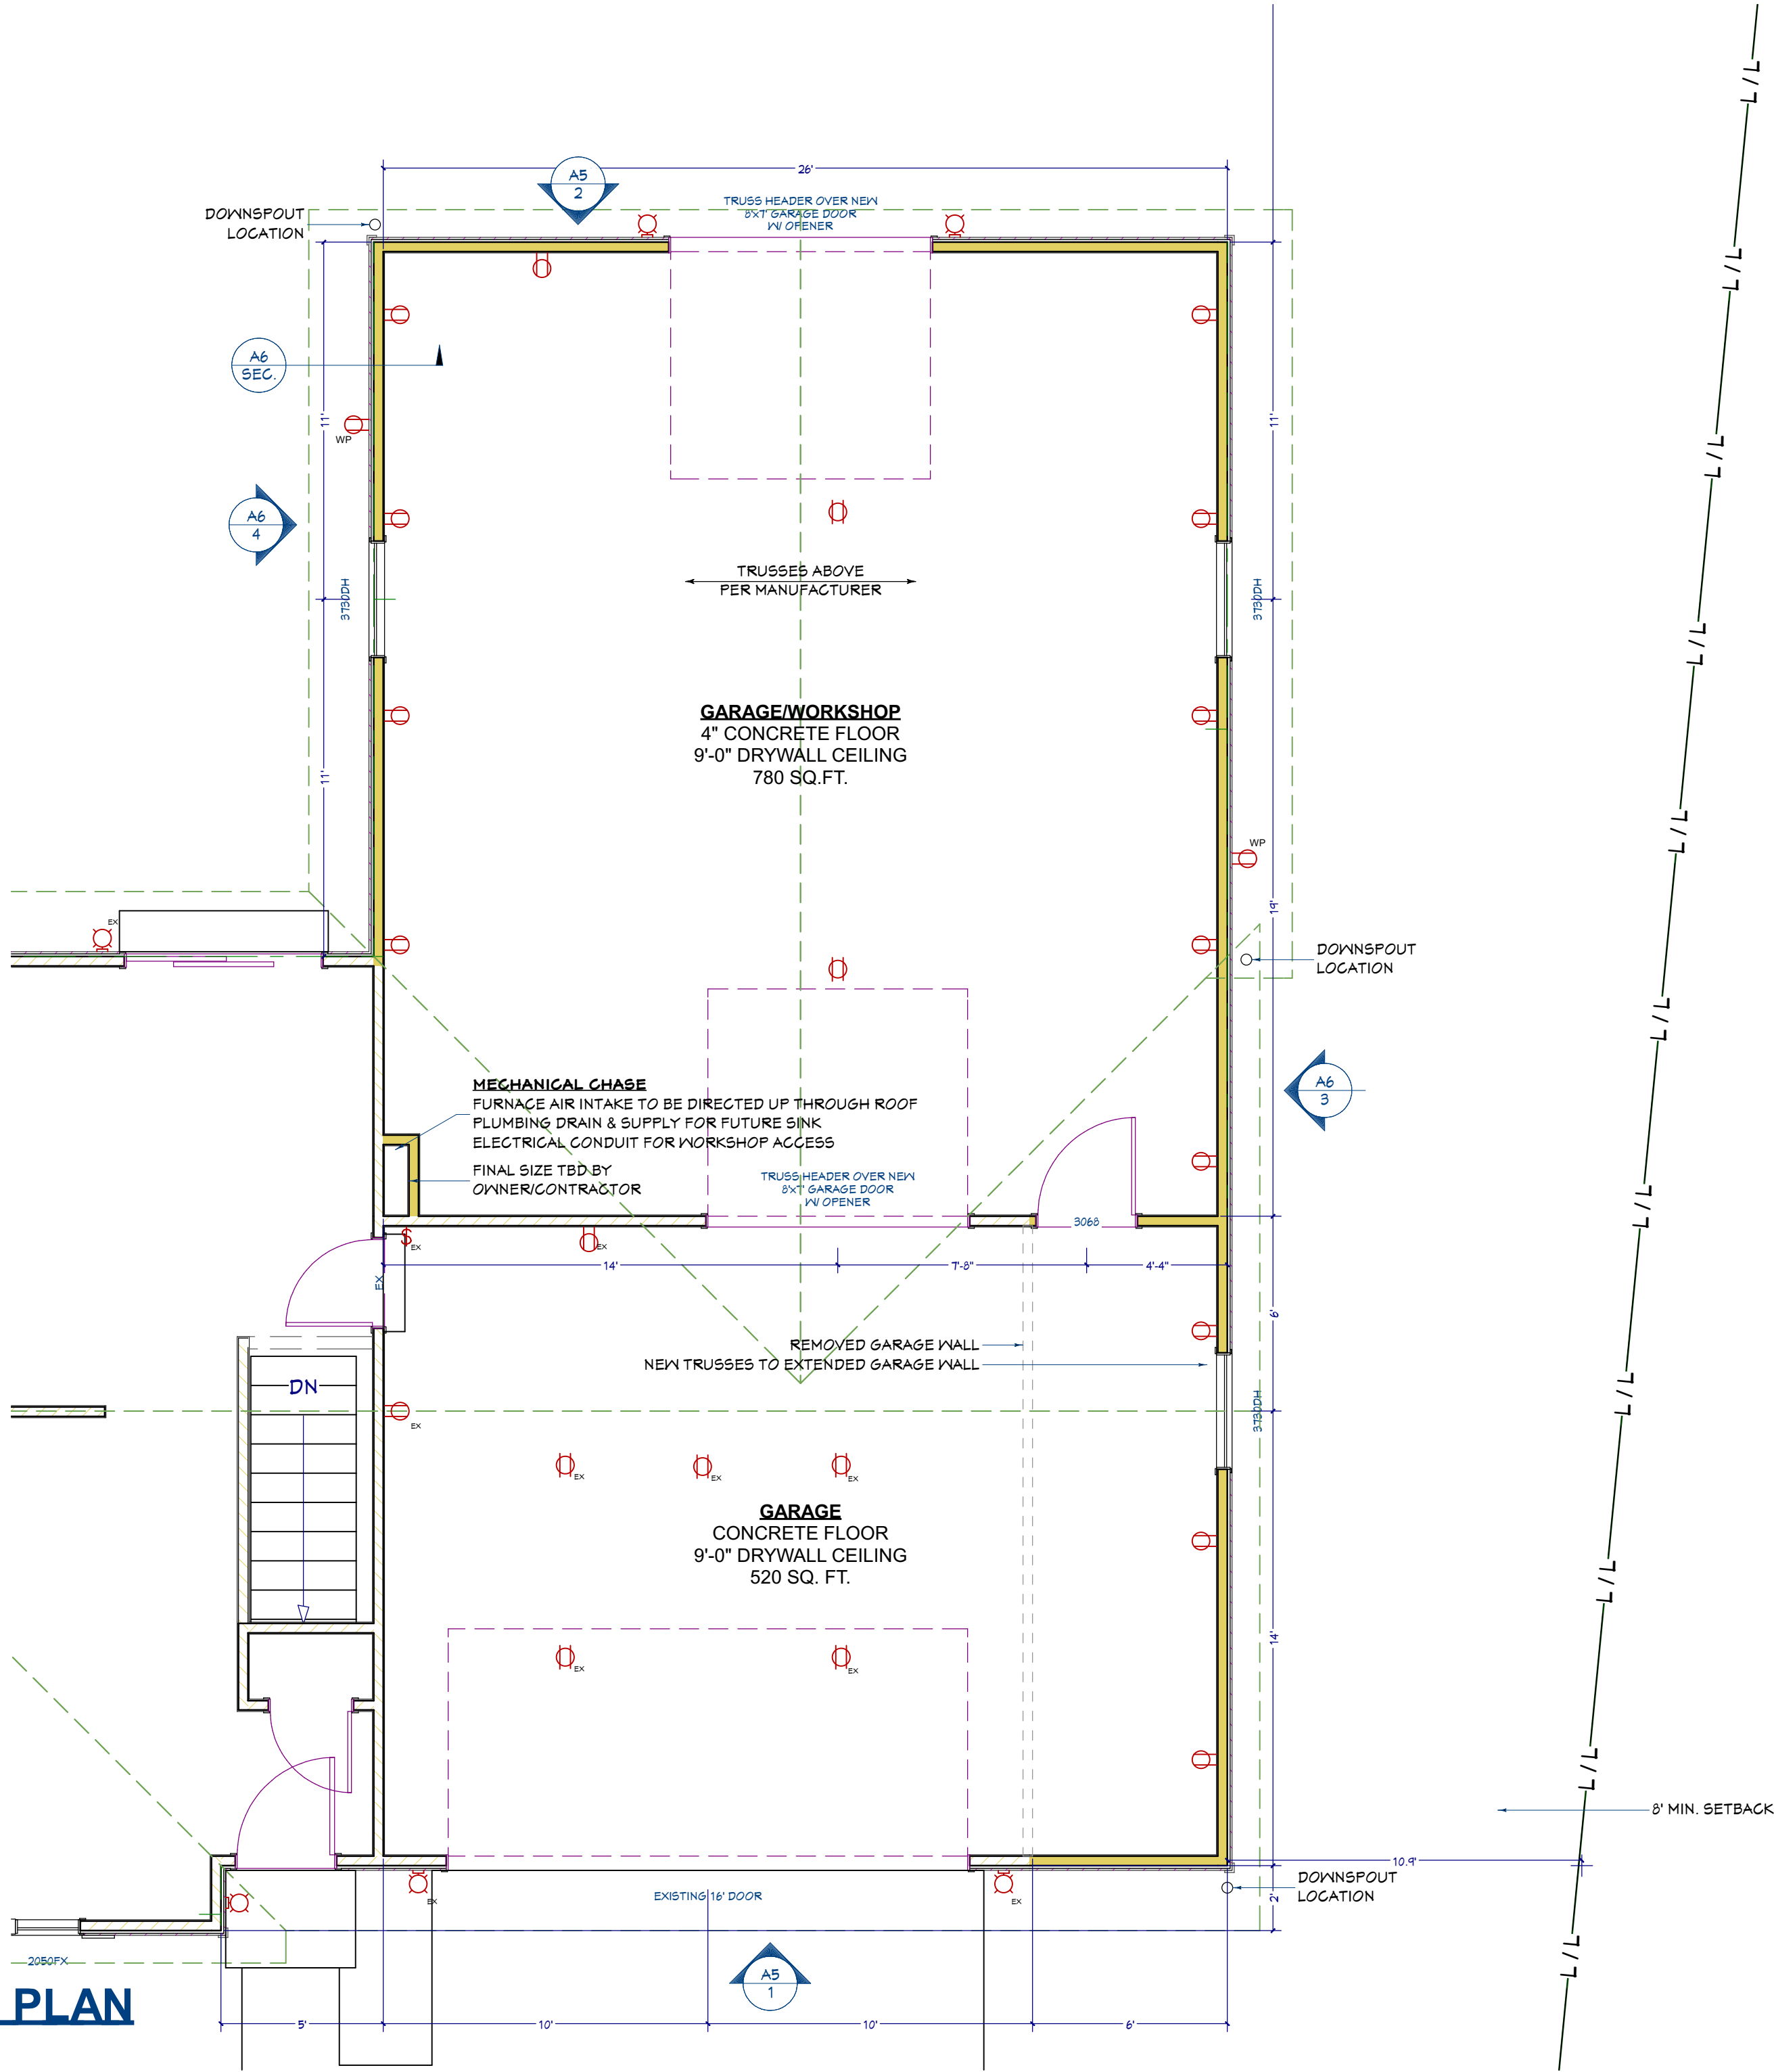 26'
A5
2
TRUSS HEADER OVER NEW
8'x7' GARAGE DOOR
W/ OPENER
DOWNSPOUT
LOCATION
L / L
L / L
A6
SEC.
11'
11'
WP
L / L
A6
4
TRUSSES ABOVE
PER MANUFACTURER
3730DH
3730DH
L / L
GARAGE/WORKSHOP
4" CONCRETE FLOOR
9'-0" DRYWALL CEILING
780 SQ.FT.
11'
L / L
WP
19'
EX
DOWNSPOUT
LOCATION
L / L
MECHANICAL CHASE
FURNACE AIR INTAKE TO BE DIRECTED UP THROUGH ROOF
PLUMBING DRAIN & SUPPLY FOR FUTURE SINK
ELECTRICAL CONDUIT FOR WORKSHOP ACCESS
FINAL SIZE TBD BY
OWNER/CONTRACTOR
A6
3
TRUSS HEADER OVER NEW
8'x7' GARAGE DOOR
W/ OPENER
L / L
3068
$
EX
EX
14'
7'-8"
4'-4"
EX
6'
REMOVED GARAGE WALL
NEW TRUSSES TO EXTENDED GARAGE WALL
DN
L / L
3730DH
EX
EX
EX
EX
GARAGE
CONCRETE FLOOR
9'-0" DRYWALL CEILING
520 SQ. FT.
L / L
14'
EX
EX
L / L
8' MIN. SETBACK
10.9'
DOWNSPOUT
LOCATION
EX
EXISTING 16' DOOR
EX
2'
L / L
2050FX
A5
1
PLAN
5'
10'
10'
6'